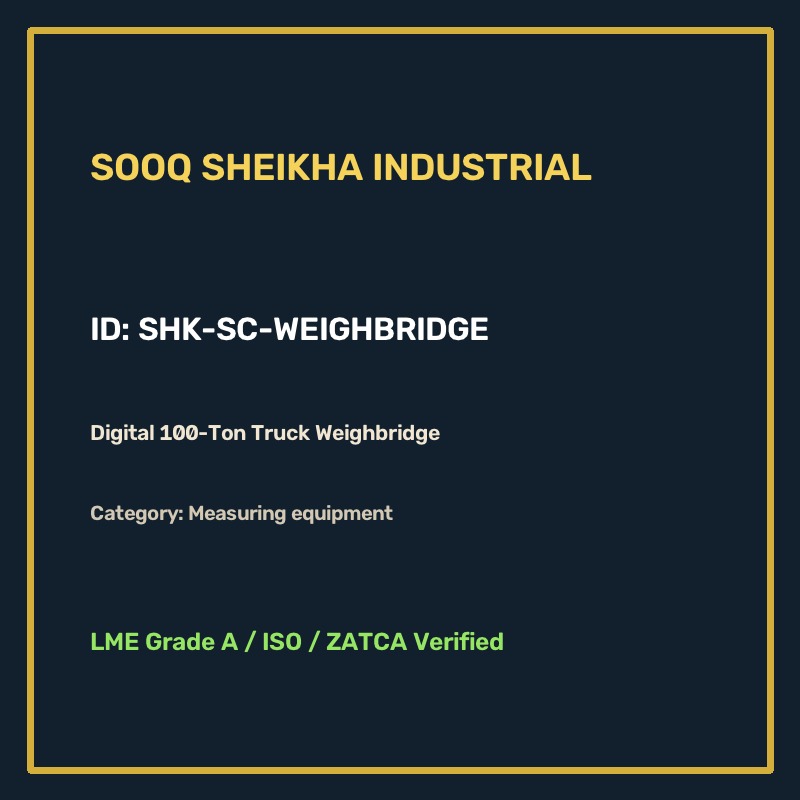 SOOQ SHEIKHA INDUSTRIAL
ID: SHK-SC-WEIGHBRIDGE
Digital 100-Ton Truck Weighbridge
Category: Measuring equipment
LME Grade A / ISO / ZATCA Verified